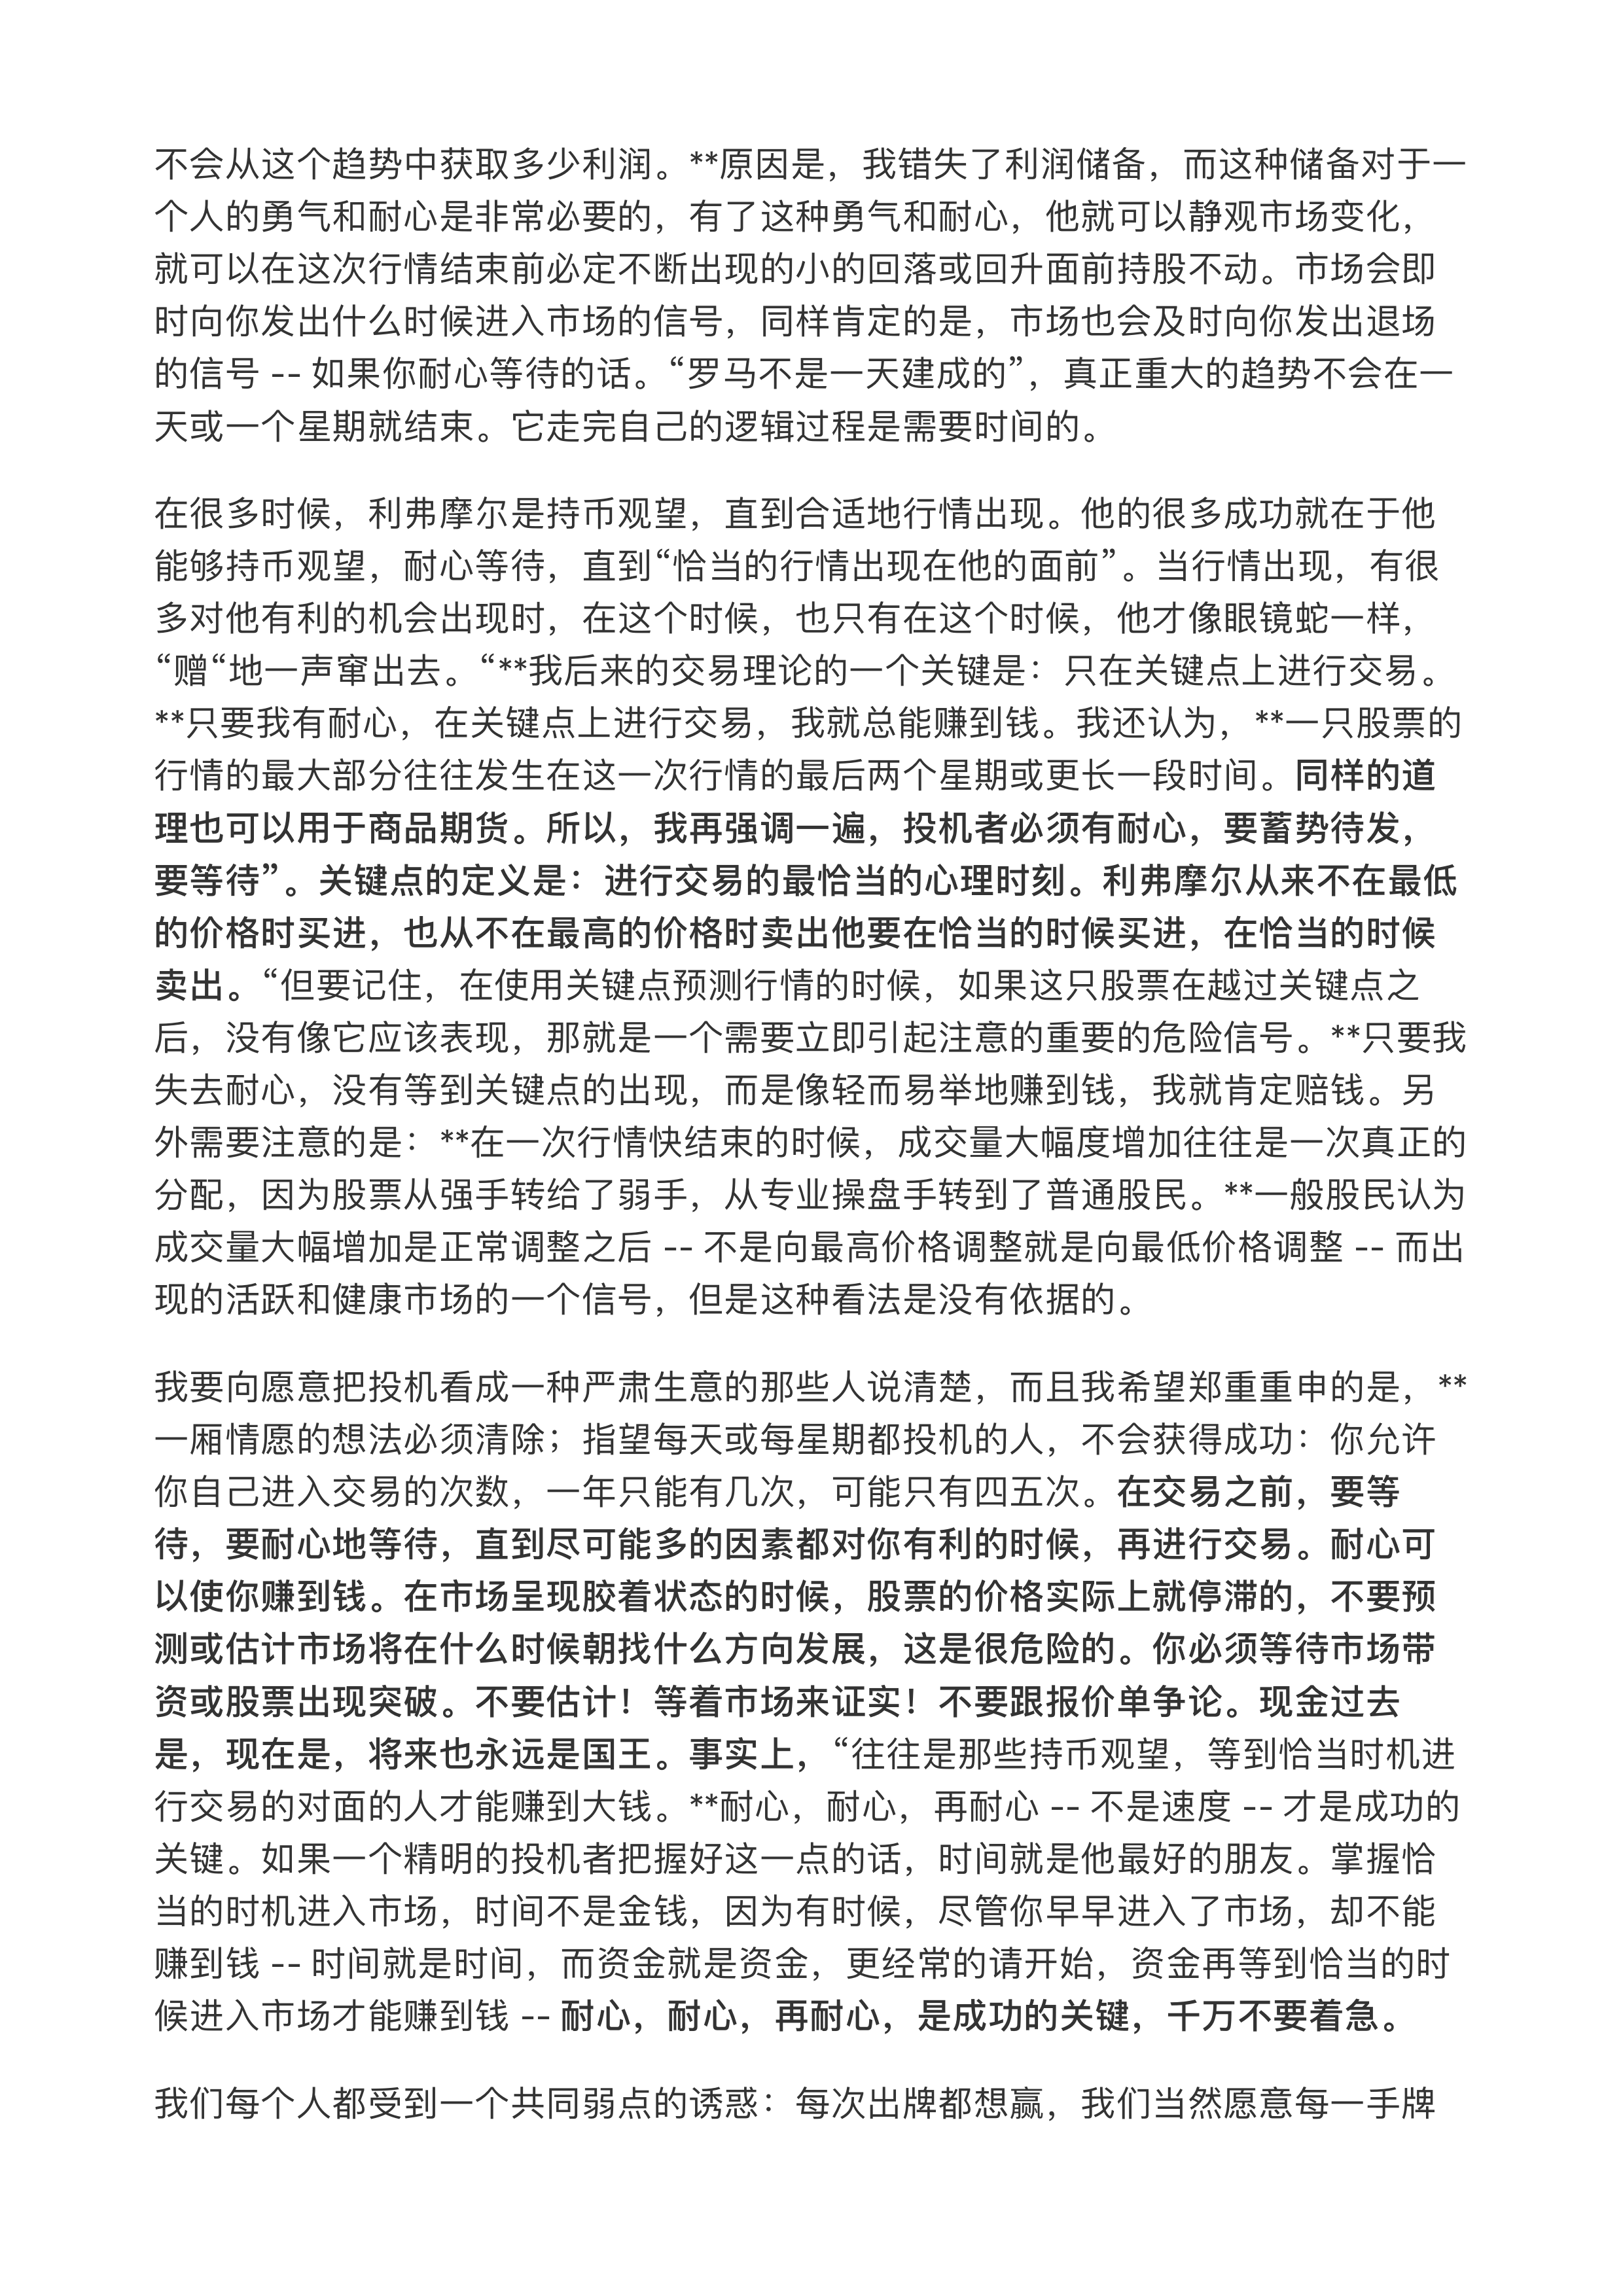 不会从这个趋势中获取多少利润。**原因是，我错失了利润储备，而这种储备对于一
个人的勇气和耐心是非常必要的，有了这种勇气和耐心，他就可以静观市场变化，
就可以在这次行情结束前必定不断出现的小的回落或回升面前持股不动。市场会即
时向你发出什么时候进入市场的信号，同样肯定的是，市场也会及时向你发出退场
的信号 -- 如果你耐心等待的话。“罗马不是一天建成的”，真正重大的趋势不会在一
天或一个星期就结束。它走完自己的逻辑过程是需要时间的。
在很多时候，利弗摩尔是持币观望，直到合适地行情出现。他的很多成功就在于他
能够持币观望，耐心等待，直到“恰当的行情出现在他的面前”。当行情出现，有很
多对他有利的机会出现时，在这个时候，也只有在这个时候，他才像眼镜蛇一样，
“赠“地一声窜出去。“**我后来的交易理论的一个关键是：只在关键点上进行交易。
**只要我有耐心，在关键点上进行交易，我就总能赚到钱。我还认为，**一只股票的
行情的最大部分往往发生在这一次行情的最后两个星期或更长一段时间。同样的道
理也可以用于商品期货。所以，我再强调一遍，投机者必须有耐心，要蓄势待发，
要等待”。关键点的定义是：进行交易的最恰当的心理时刻。利弗摩尔从来不在最低
的价格时买进，也从不在最高的价格时卖出他要在恰当的时候买进，在恰当的时候
卖出。“但要记住，在使用关键点预测行情的时候，如果这只股票在越过关键点之
后，没有像它应该表现，那就是一个需要立即引起注意的重要的危险信号。**只要我
失去耐心，没有等到关键点的出现，而是像轻而易举地赚到钱，我就肯定赔钱。另
外需要注意的是：**在一次行情快结束的时候，成交量大幅度增加往往是一次真正的
分配，因为股票从强手转给了弱手，从专业操盘手转到了普通股民。**一般股民认为
成交量大幅增加是正常调整之后 -- 不是向最高价格调整就是向最低价格调整 -- 而出
现的活跃和健康市场的一个信号，但是这种看法是没有依据的。
我要向愿意把投机看成一种严肃生意的那些人说清楚，而且我希望郑重重申的是，**
一厢情愿的想法必须清除；指望每天或每星期都投机的人，不会获得成功：你允许
你自己进入交易的次数，一年只能有几次，可能只有四五次。在交易之前，要等
待，要耐心地等待，直到尽可能多的因素都对你有利的时候，再进行交易。耐心可
以使你赚到钱。在市场呈现胶着状态的时候，股票的价格实际上就停滞的，不要预
测或估计市场将在什么时候朝找什么方向发展，这是很危险的。你必须等待市场带
资或股票出现突破。不要估计！等着市场来证实！不要跟报价单争论。现金过去
是，现在是，将来也永远是国王。事实上，“往往是那些持币观望，等到恰当时机进
行交易的对面的人才能赚到大钱。**耐心，耐心，再耐心 -- 不是速度 -- 才是成功的
关键。如果一个精明的投机者把握好这一点的话，时间就是他最好的朋友。掌握恰
当的时机进入市场，时间不是金钱，因为有时候，尽管你早早进入了市场，却不能
赚到钱 -- 时间就是时间，而资金就是资金，更经常的请开始，资金再等到恰当的时
候进入市场才能赚到钱 -- 耐心，耐心，再耐心，是成功的关键，千万不要着急。
我们每个人都受到一个共同弱点的诱惑：每次出牌都想赢，我们当然愿意每一手牌